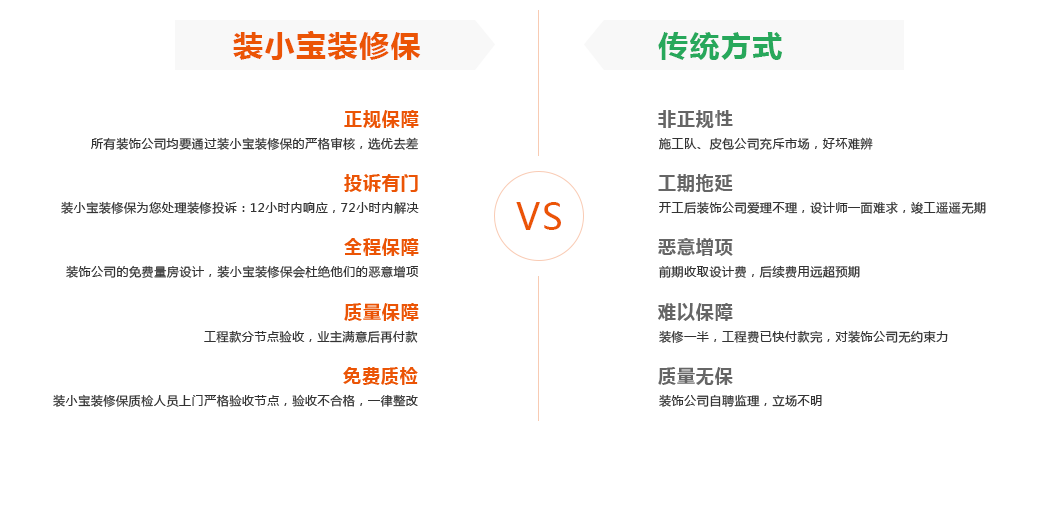 装小宝装修保
正规保障
所有装饰公司均要通过装小宝装修保的严格审核，选优去差
投诉有门
装小宝装修保为您处理装修投诉：12小时内响应，72小时内解决
全程保障
装饰公司的免费量房设计，装小宝装修保会杜绝他们的恶意增项
质量保障
工程款分节点验收，业主满意后再付款
免费质检
装小宝装修保质检人员上门严格验收节点，验收不合格，一律整改
VS
传统方式
非正规性
施工队、皮包公司充斥市场，好坏难辨
工期拖延
开工后装饰公司爱理不理，设计师一面难求，竣工遥遥无期
恶意增项
前期收取设计费，后续费用远超预期
难以保障
装修一半，工程费已快付款完，对装饰公司无约束力
质量无保
装饰公司自聘监理，立场不明